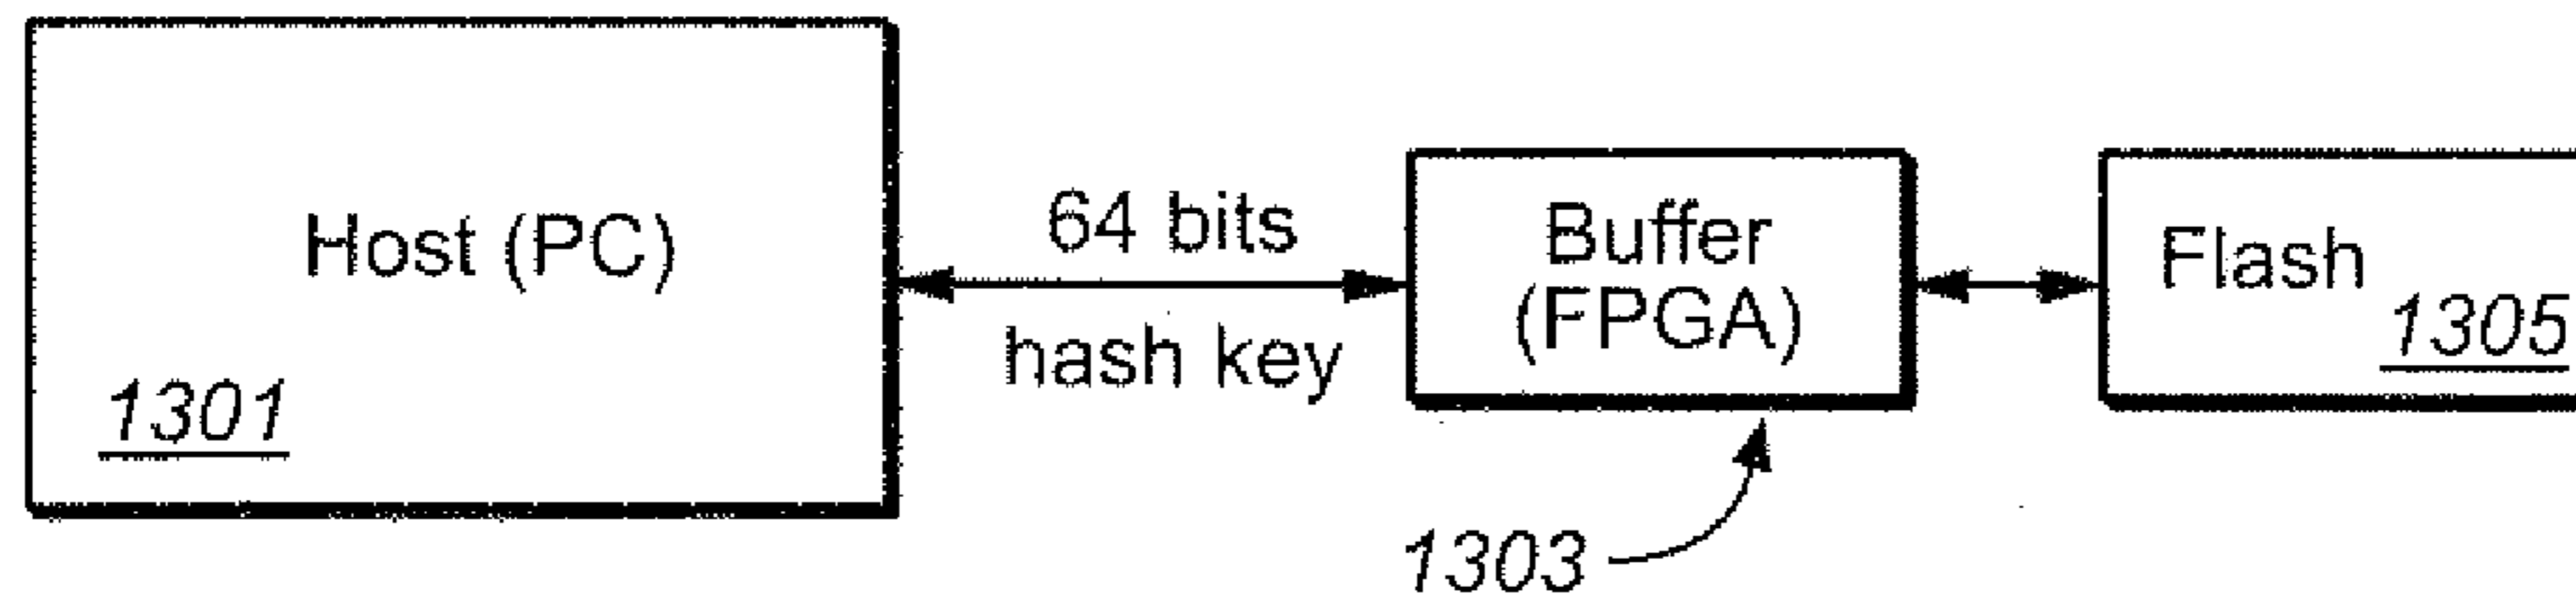 Host (PC)
1301
64 bits
hash key
Buffer
(FPGA)
1303
Flash
1305